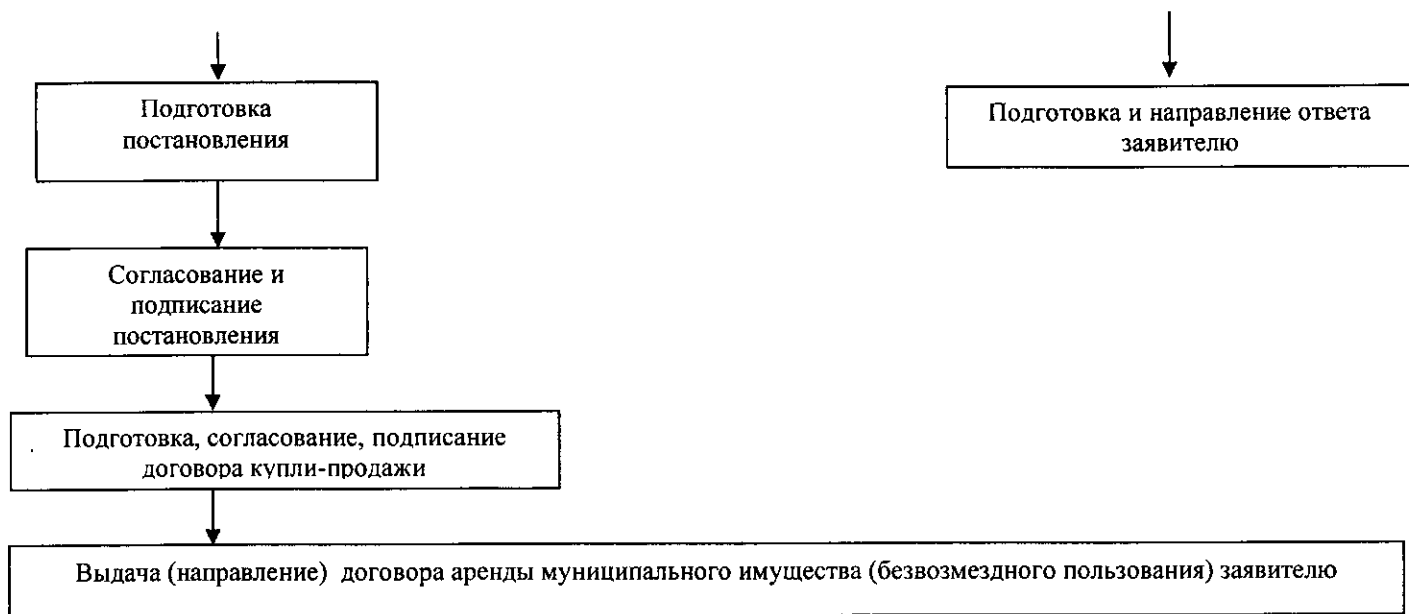 Подготовка
постановления
Подготовка и направление ответа
заявителю
Согласование и
подписание
постановления
Подготовка, согласование, подписание
договора купли-продажи
Выдача (направление) договора аренды муниципального имущества (безвозмездного пользования) заявителю